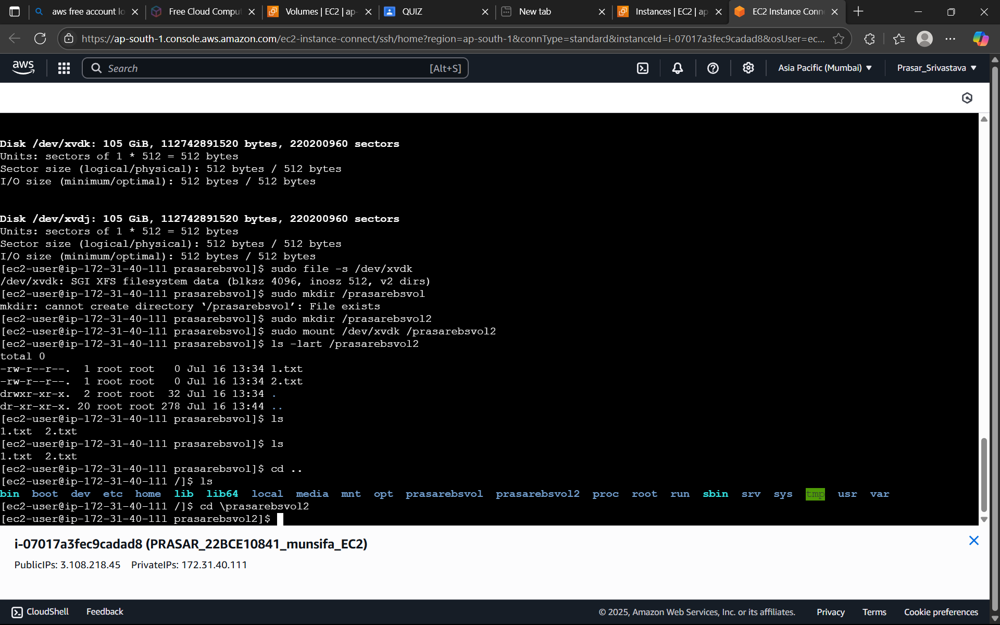 aws free account lo
Free Cloud Comput
Volumes | EC2 | ap-
QUIZ
New tab
Instances | EC2 | ap
EC2 Instance Conn
https://ap-south-1.console.aws.amazon.com/ec2-instance-connect/ssh/home?region=ap-south-1&connType=standard&instanceId=i-07017a3fec9cadad8&osUser=ec...
aws
Search
[Alt+S]
Asia Pacific (Mumbai)
Prasar_Srivastava
Disk /dev/xvdk: 105 GiB, 112742891520 bytes, 220200960 sectors
Units: sectors of 1 * 512 = 512 bytes
Sector size (logical/physical): 512 bytes / 512 bytes
I/O size (minimum/optimal): 512 bytes / 512 bytes
Disk /dev/xvdj: 105 GiB, 112742891520 bytes, 220200960 sectors
Units: sectors of 1 * 512 = 512 bytes
Sector size (logical/physical): 512 bytes / 512 bytes
I/O size (minimum/optimal): 512 bytes / 512 bytes
[ec2-user@ip-172-31-40-111 prasarebsvol]$ sudo file -s /dev/xvdk
/dev/xvdk: SGI XFS filesystem data (blksz 4096, inosz 512, v2 dirs)
[ec2-user@ip-172-31-40-111 prasarebsvol]$ sudo mkdir /prasarebsvol
mkdir: cannot create directory ‘/prasarebsvol’: File exists
[ec2-user@ip-172-31-40-111 prasarebsvol]$ sudo mkdir /prasarebsvol2
[ec2-user@ip-172-31-40-111 prasarebsvol]$ sudo mount /dev/xvdk /prasarebsvol2
[ec2-user@ip-172-31-40-111 prasarebsvol]$ ls -lart /prasarebsvol2
total 0
-rw-r--r--.  1 root root   0 Jul 16 13:34 1.txt
-rw-r--r--.  1 root root   0 Jul 16 13:34 2.txt
drwxr-xr-x.  2 root root  32 Jul 16 13:34 .
dr-xr-xr-x. 20 root root 278 Jul 16 13:44 ..
[ec2-user@ip-172-31-40-111 prasarebsvol]$ ls
1.txt  2.txt
[ec2-user@ip-172-31-40-111 prasarebsvol]$ ls
1.txt  2.txt
[ec2-user@ip-172-31-40-111 prasarebsvol]$ cd ..
[ec2-user@ip-172-31-40-111 /]$ ls
bin  boot  dev  etc  home  lib  lib64  local  media  mnt  opt  prasarebsvol  prasarebsvol2  proc  root  run  sbin  srv  sys  tmp  usr  var
[ec2-user@ip-172-31-40-111 /]$ cd \prasarebsvol2
[ec2-user@ip-172-31-40-111 prasarebsvol2]$
i-07017a3fec9cadad8 (PRASAR_22BCE10841_munsifa_EC2)
PublicIPs: 3.108.218.45    PrivateIPs: 172.31.40.111
CloudShell
Feedback
© 2025, Amazon Web Services, Inc. or its affiliates.
Privacy
Terms
Cookie preferences